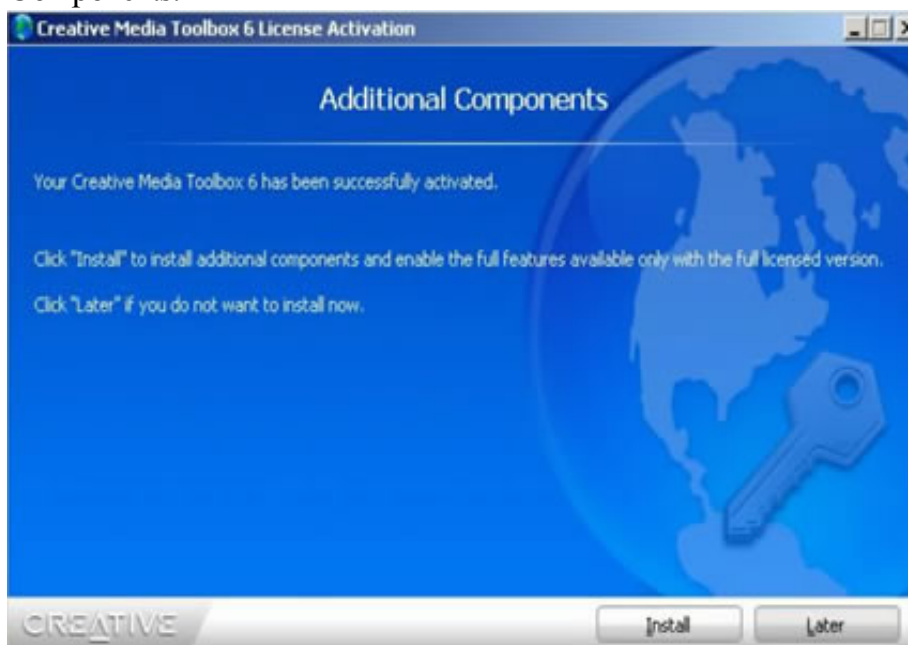 Components.
Creative Media Toolbox 6 License Activation
Additional Components
Your Creative Media Toolbox 6 has been successfully activated.
Click "Install" to install additional components and enable the full features available only with the full licensed version.
Click "Later" if you do not want to install now.
CREATIVE
Install
Later